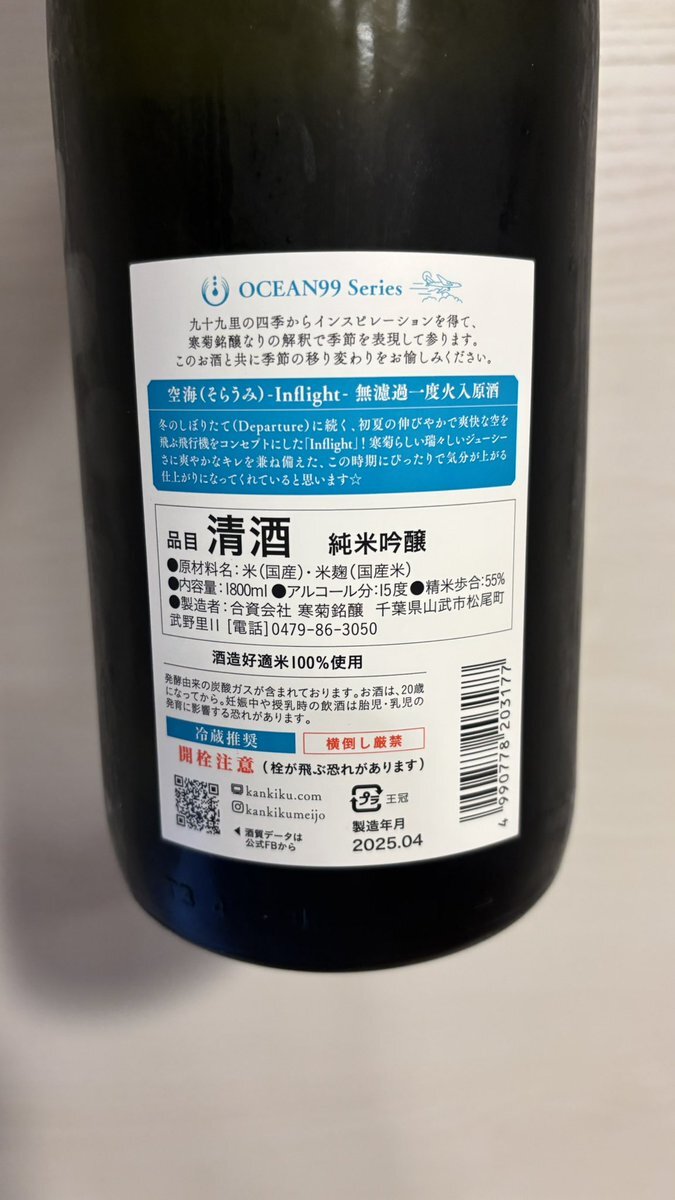 OCEAN99 Series
九十九里の四季からインスピレーションを得て、
寒菊銘醸なりの解釈で季節を表現して参ります。
このお酒と共に季節の移り変わりをお愉しみください。
空海(そらうみ)-Inflight- 無濾過一度火入原酒
冬のしぼりたて(Departure)に続く、初夏の伸びやかで爽快な空を
飛ぶ飛行機をコンセプトにした「Inflight」!寒菊らしい瑞々しいジューシー
さに爽やかなキレを兼ね備えた、この時期にぴったりで気分が上がる
仕上がりになってくれていると思います☆
品目 清酒 純米吟醸
●原材料名:米(国産)・米麹(国産米)
●内容量:1800ml ●アルコール分:15度 ●精米歩合:55%
●製造者:合資会社 寒菊銘醸 千葉県山武市松尾町
武野里11 [電話]0479-86-3050
酒造好適米100%使用
発酵由来の炭酸ガスが含まれております。お酒は、20歳
になってから。妊娠中や授乳時の飲酒は胎児・乳児の
発育に影響する恐れがあります。
冷蔵推奨 横倒し厳禁
開栓注意(栓が飛ぶ恐れがあります)
kankiku.com
kankikumeijo
◀酒質データは
公式FBから
プラ 王冠
製造年月
2025.04
4 990778 203177